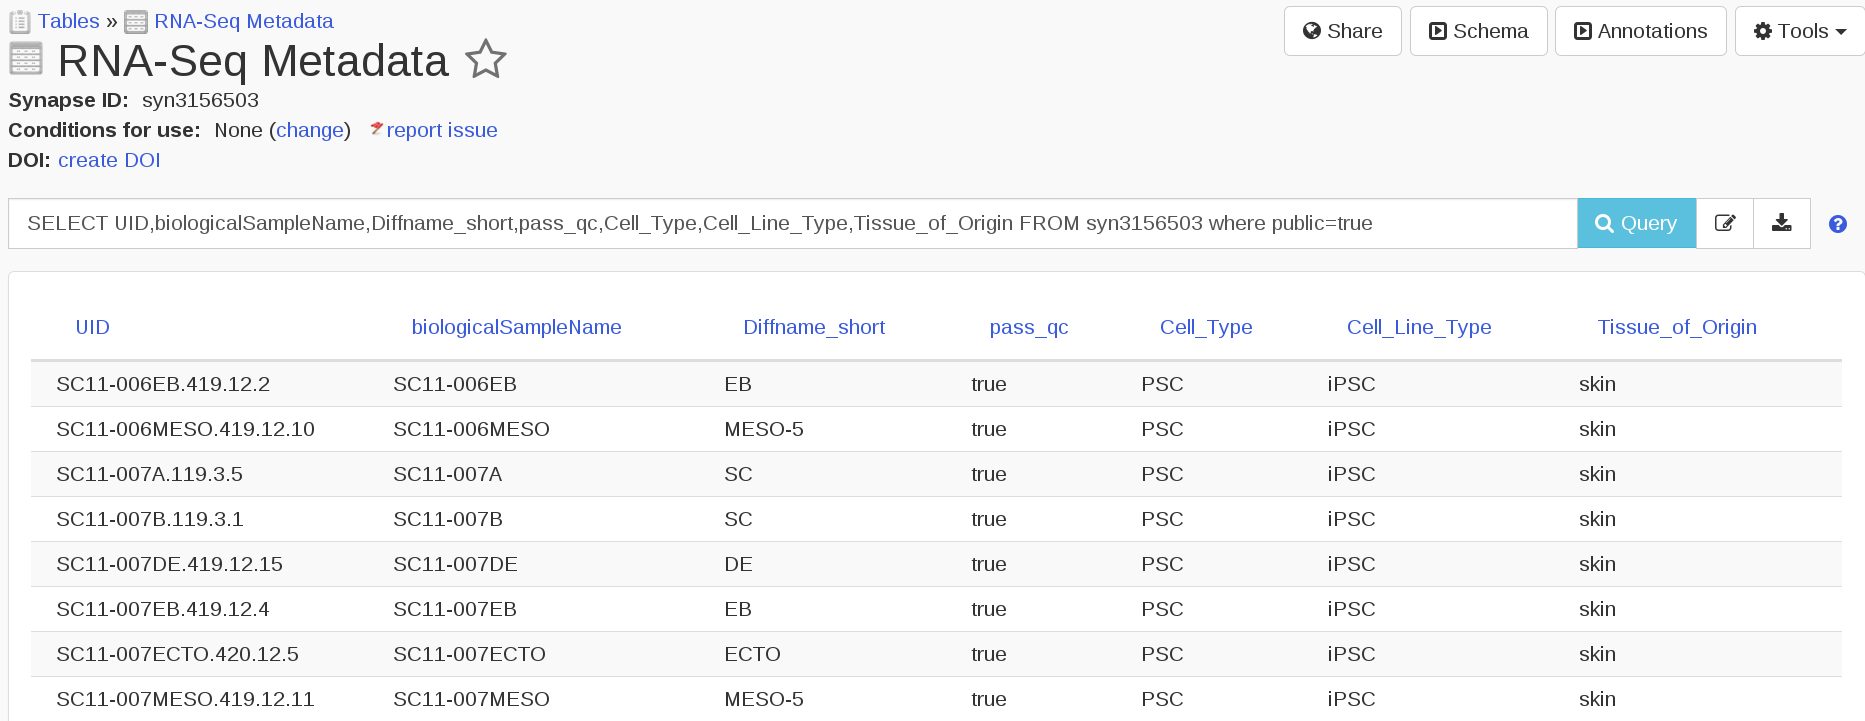 Tables » RNA-Seq Metadata
Share Schema Annotations Tools
RNA-Seq Metadata
Synapse ID: syn3156503
Conditions for use: None (change) report issue
DOI: create DOI
SELECT UID,biologicalSampleName,Diffname_short,pass_qc,Cell_Type,Cell_Line_Type,Tissue_of_Origin FROM syn3156503 where public=true Query ?
UID biologicalSampleName Diffname_short pass_qc Cell_Type Cell_Line_Type Tissue_of_Origin
SC11-006EB.419.12.2 SC11-006EB EB true PSC iPSC skin
SC11-006MESO.419.12.10 SC11-006MESO MESO-5 true PSC iPSC skin
SC11-007A.119.3.5 SC11-007A SC true PSC iPSC skin
SC11-007B.119.3.1 SC11-007B SC true PSC iPSC skin
SC11-007DE.419.12.15 SC11-007DE DE true PSC iPSC skin
SC11-007EB.419.12.4 SC11-007EB EB true PSC iPSC skin
SC11-007ECTO.420.12.5 SC11-007ECTO ECTO true PSC iPSC skin
SC11-007MESO.419.12.11 SC11-007MESO MESO-5 true PSC iPSC skin